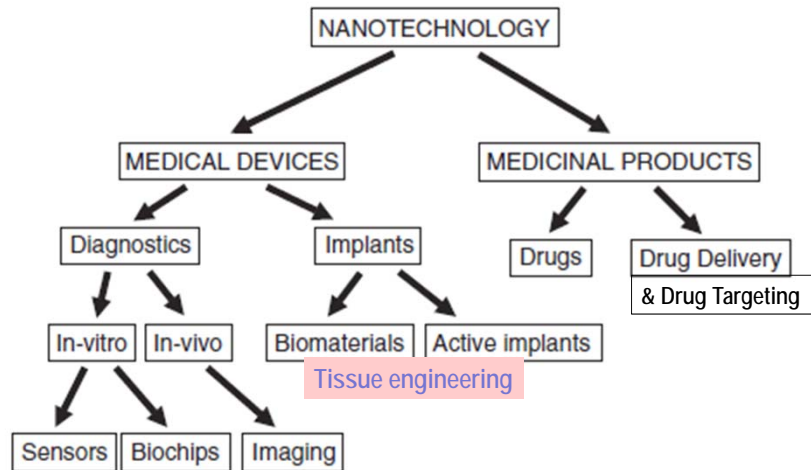 NANOTECHNOLOGY
MEDICAL DEVICES
MEDICINAL PRODUCTS
Diagnostics
Implants
Drugs
Drug Delivery
& Drug Targeting
In-vitro
In-vivo
Biomaterials
Active implants
Tissue engineering
Sensors
Biochips
Imaging